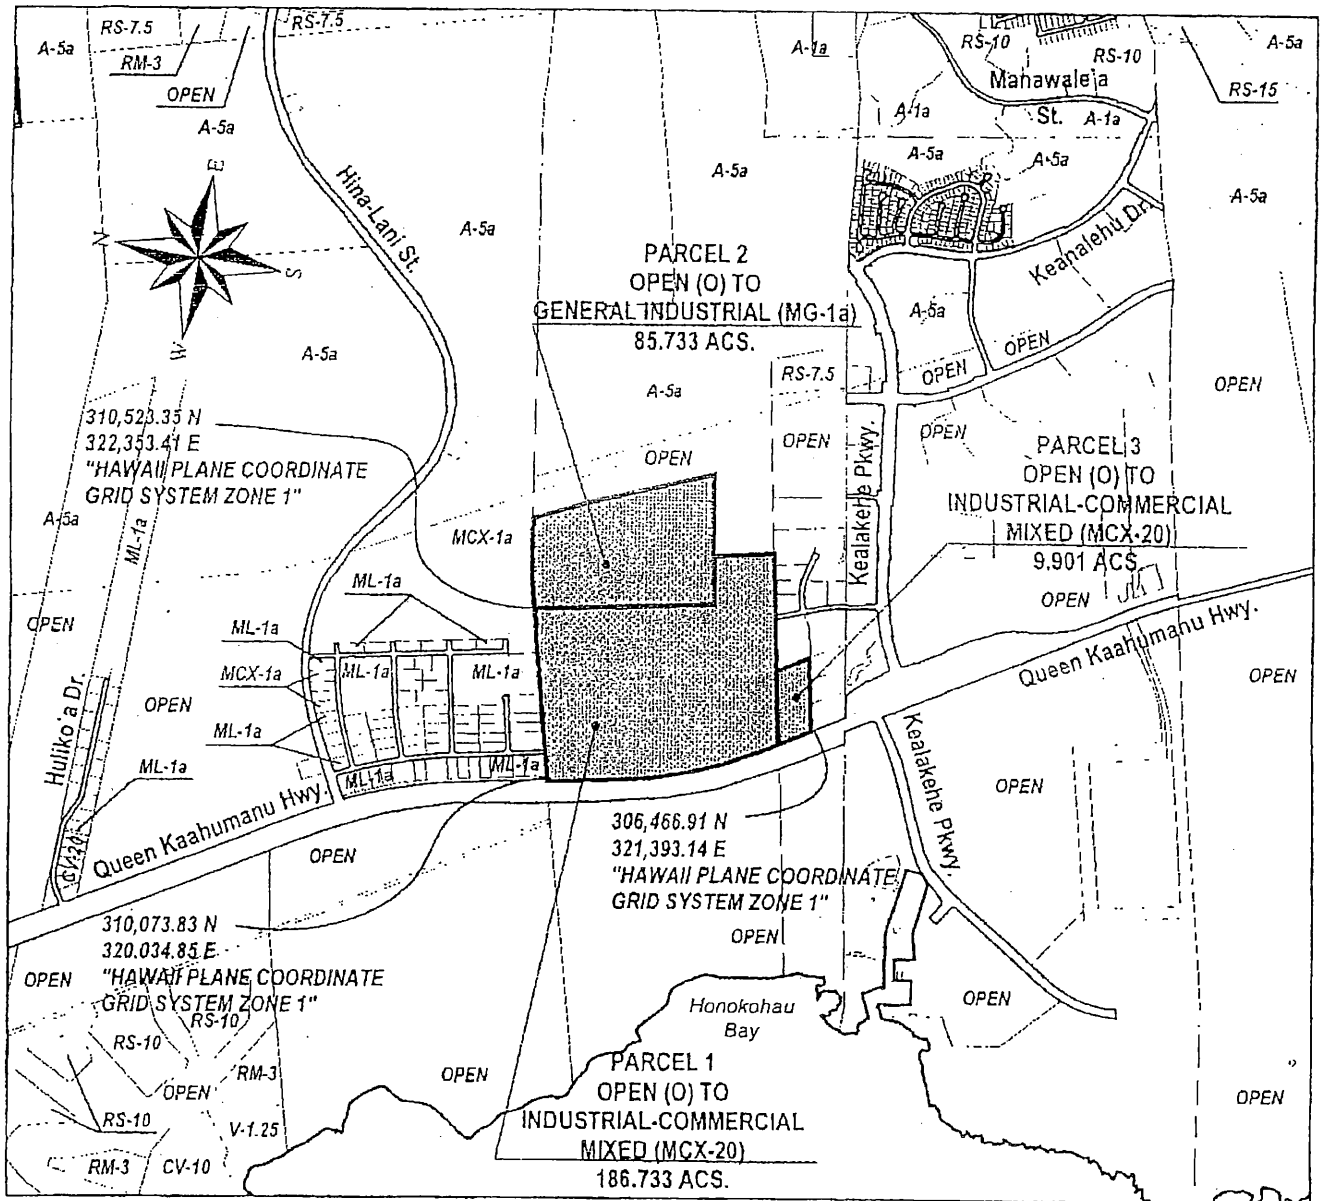 RS-7.5
RS-7.5
A-5a
RM-3
OPEN
A-5a
A-1a
RS-10
RS-10
A-5a
RS-15
Manawale'a
St.
A-1a
A-1a
A-5a
A-5a
A-5a
A-5a
Hina-Lani St.
A-5a
E
N
S
W
A-5a
Keanalehu Dr.
PARCEL 2
OPEN (O) TO
GENERAL INDUSTRIAL (MG-1a)
85.733 ACS.
A-5a
OPEN
OPEN
OPEN
RS-7.5
A-5a
OPEN
OPEN
OPEN
Kealakehe Pkwy.
310,523.35 N
322,353.41 E
"HAWAII PLANE COORDINATE
GRID SYSTEM ZONE 1"
A-5a
ML-1a
PARCEL 3
OPEN (O) TO
INDUSTRIAL-COMMERCIAL
MIXED (MCX-20)
9.901 ACS.
MCX-1a
ML-1a
OPEN
OPEN
ML-1a
MCX-1a
ML-1a
ML-1a
ML-1a
OPEN
Queen Kaahumanu Hwy.
OPEN
Huliko'a Dr.
ML-1a
ML-1a
ML-1a
CV-20
Queen Kaahumanu Hwy.
OPEN
Kealakehe Pkwy.
OPEN
306,466.91 N
321,393.14 E
"HAWAII PLANE COORDINATE
GRID SYSTEM ZONE 1"
310,073.83 N
320,034.85 E
"HAWAII PLANE COORDINATE
GRID SYSTEM ZONE 1"
OPEN
OPEN
OPEN
Honokohau
Bay
RS-10
RS-10
OPEN
RM-3
OPEN
RS-10
V-1.25
RM-3
CV-10
PARCEL 1
OPEN (O) TO
INDUSTRIAL-COMMERCIAL
MIXED (MCX-20)
186.733 ACS.
OPEN